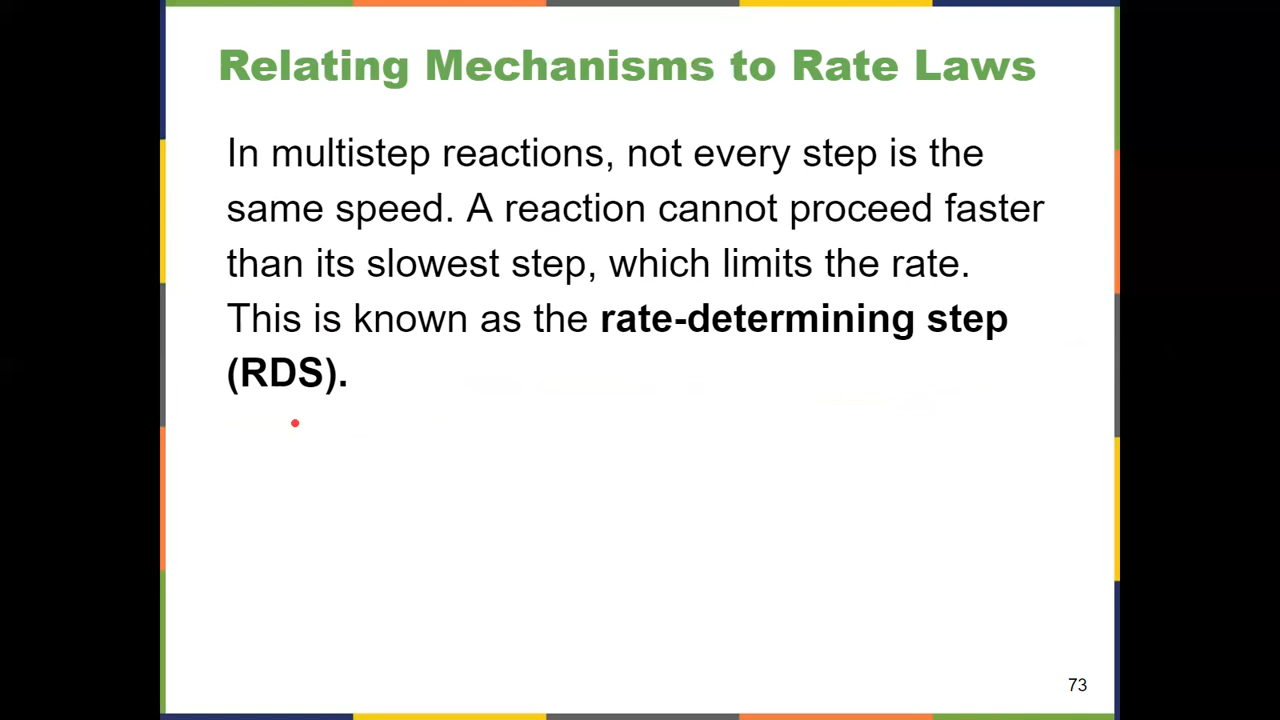 Relating Mechanisms to Rate Laws
In multistep reactions, not every step is the
same speed. A reaction cannot proceed faster
than its slowest step, which limits the rate.
This is known as the rate-determining step
(RDS).
73